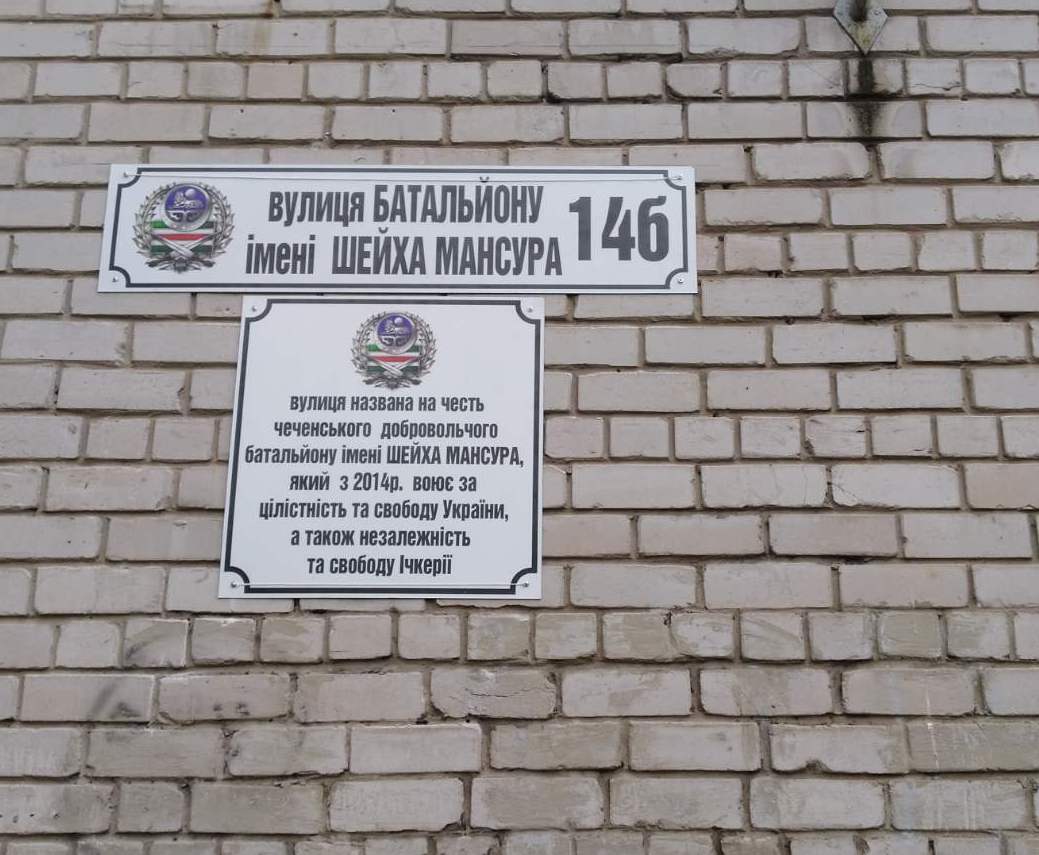 вулиця БАТАЛЬЙОНУ
імені ШЕЙХА МАНСУРА
14б
вулиця названа на честь
чеченського добровольчого
батальйону імені ШЕЙХА МАНСУРА,
який з 2014р. воює за
цілістність та свободу України,
а також незалежність
та свободу Ічкерії